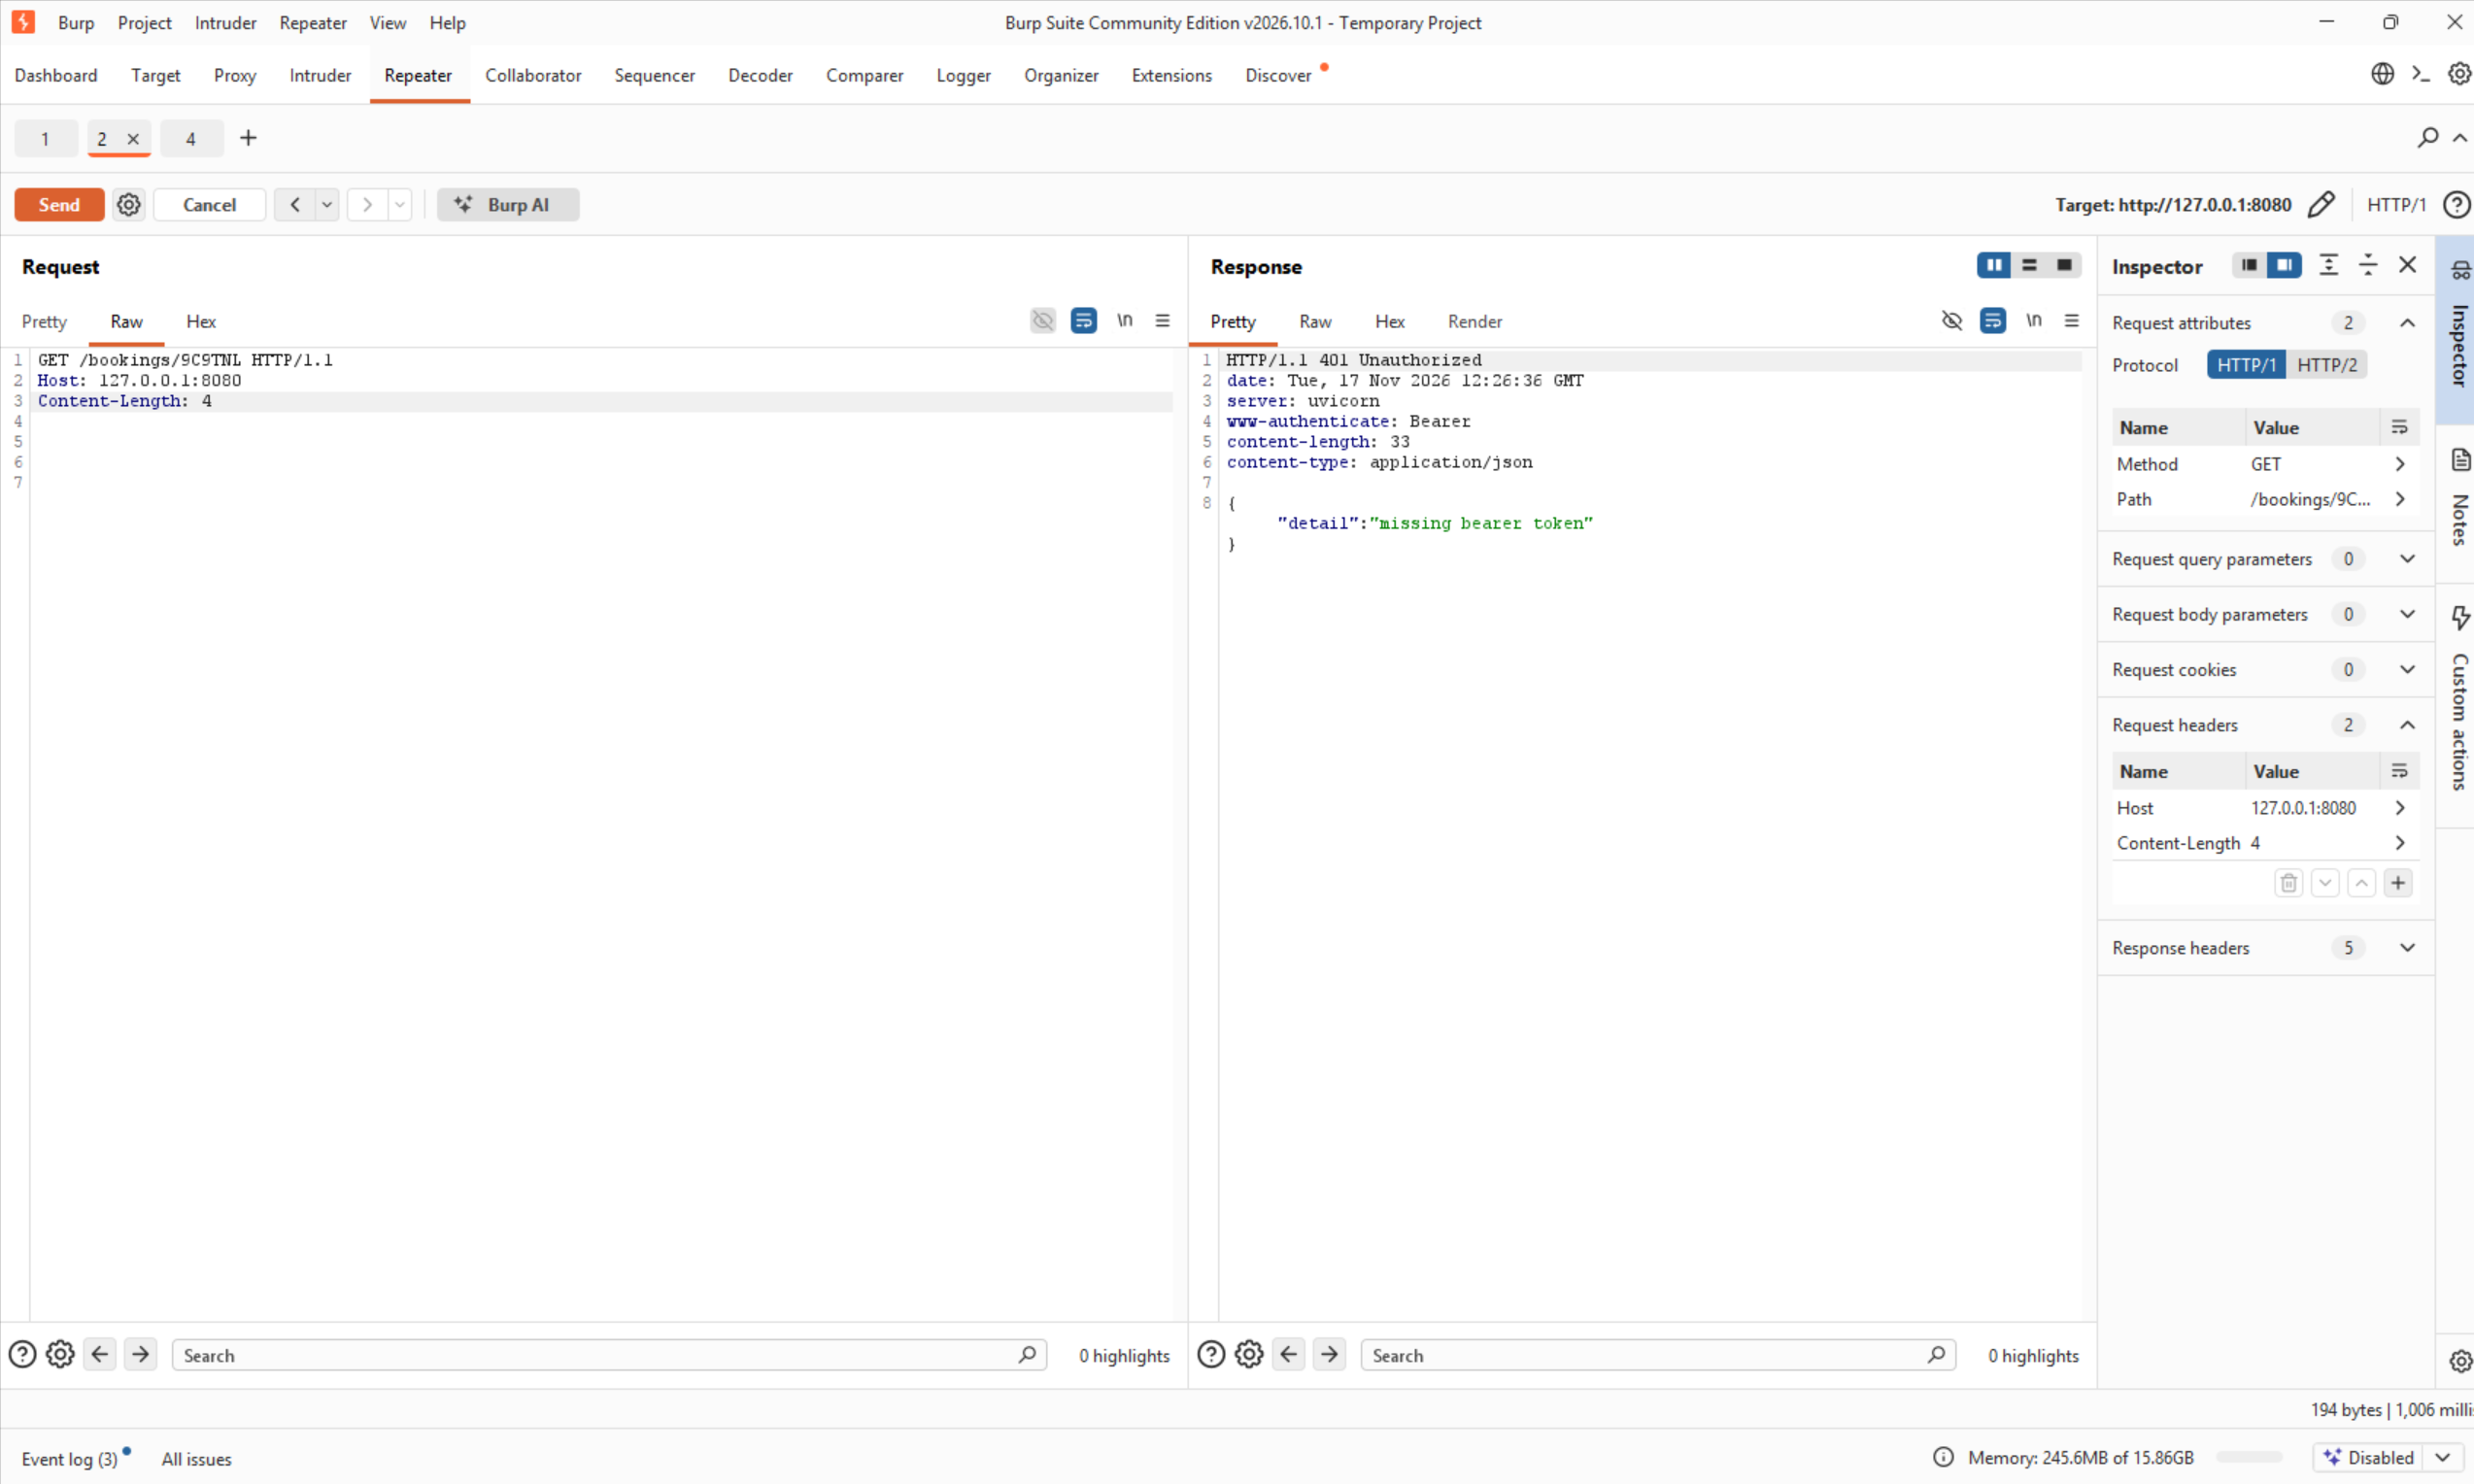 Burp Project Intruder Repeater View Help Burp Suite Community Edition v2026.10.1 - Temporary Project
Dashboard Target Proxy Intruder Repeater Collaborator Sequencer Decoder Comparer Logger Organizer Extensions Discover
1 2 × 4 +
Send Cancel < > Burp AI Target: http://127.0.0.1:8080 HTTP/1
Request
Pretty Raw Hex \n
1 GET /bookings/9C9TNL HTTP/1.1
2 Host: 127.0.0.1:8080
3 Content-Length: 4
4
5
6
7
Response
Pretty Raw Hex Render \n
1 HTTP/1.1 401 Unauthorized
2 date: Tue, 17 Nov 2026 12:26:36 GMT
3 server: uvicorn
4 www-authenticate: Bearer
5 content-length: 33
6 content-type: application/json
7
8 {
"detail":"missing bearer token"
}
Inspector
Request attributes 2
Protocol HTTP/1 HTTP/2
Name Value
Method GET
Path /bookings/9C...
Request query parameters 0
Request body parameters 0
Request cookies 0
Request headers 2
Name Value
Host 127.0.0.1:8080
Content-Length 4
Response headers 5
Inspector
Notes
Custom actions
Search 0 highlights
Search 0 highlights
194 bytes | 1,006 milli
Event log (3) All issues Memory: 245.6MB of 15.86GB Disabled